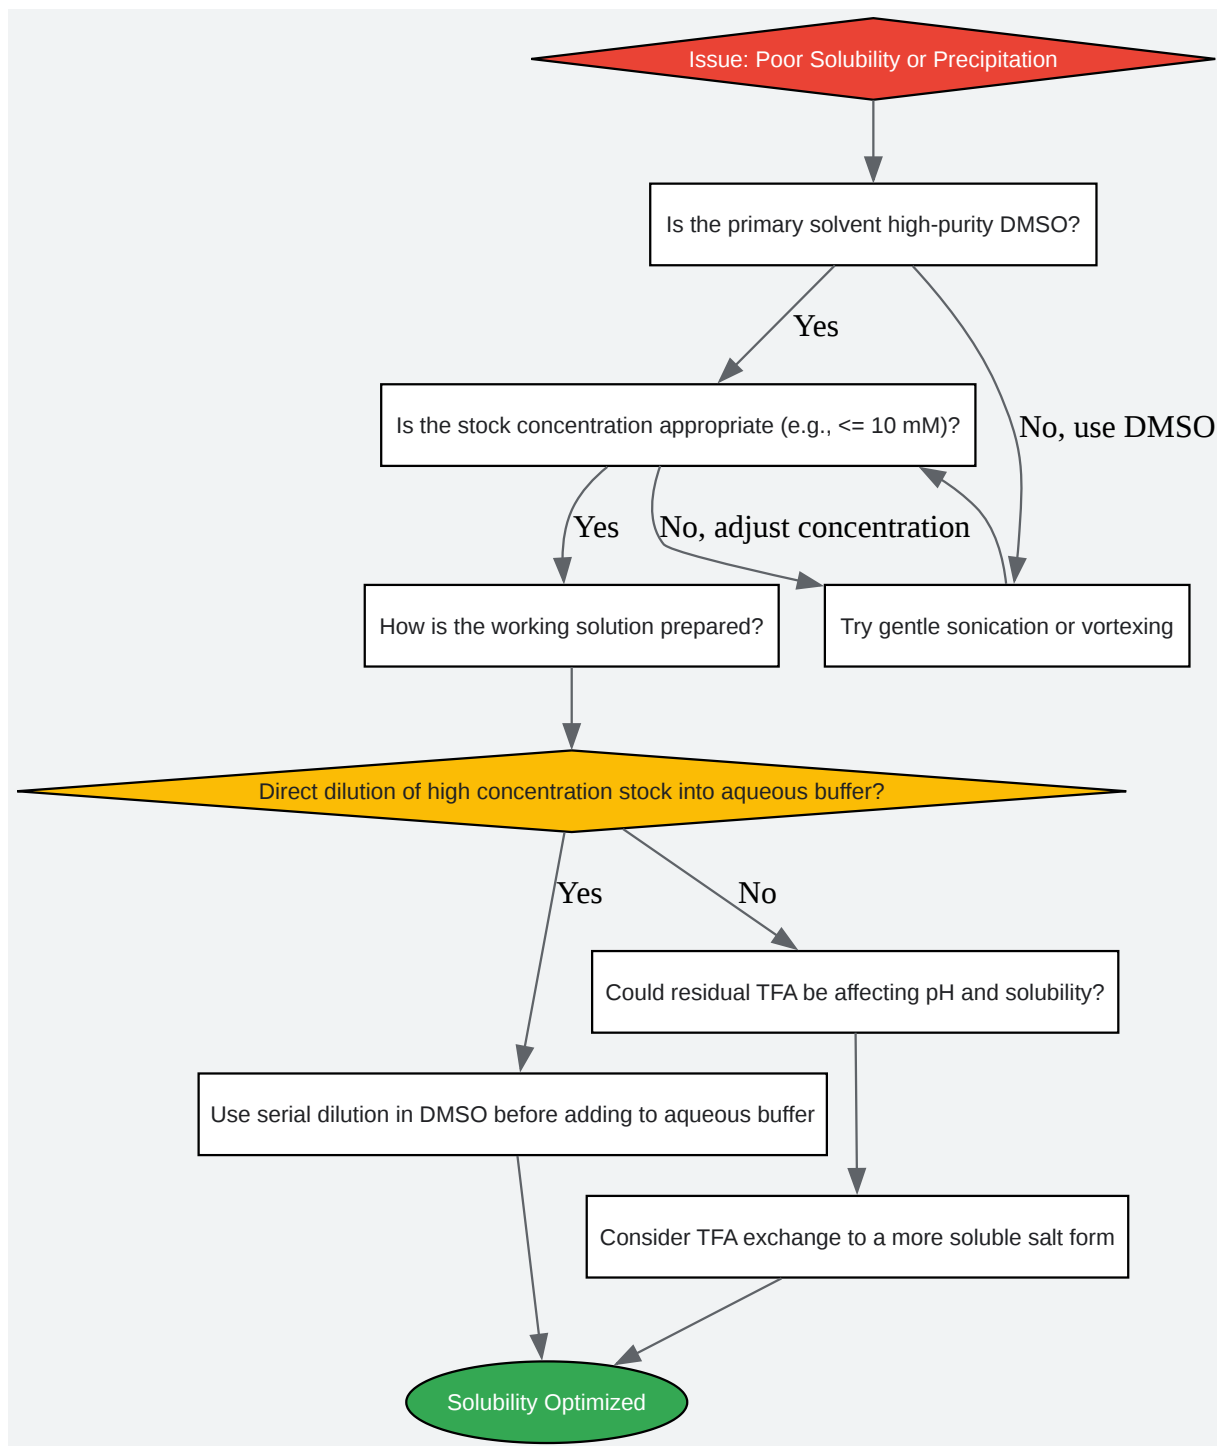 Issue: Poor Solubility or Precipitation
Is the primary solvent high-purity DMSO?
Yes
Is the stock concentration appropriate (e.g., <= 10 mM)?
No, use DMSO
Yes
No, adjust concentration
How is the working solution prepared?
Try gentle sonication or vortexing
Direct dilution of high concentration stock into aqueous buffer?
Yes
No
Could residual TFA be affecting pH and solubility?
Use serial dilution in DMSO before adding to aqueous buffer
Consider TFA exchange to a more soluble salt form
Solubility Optimized